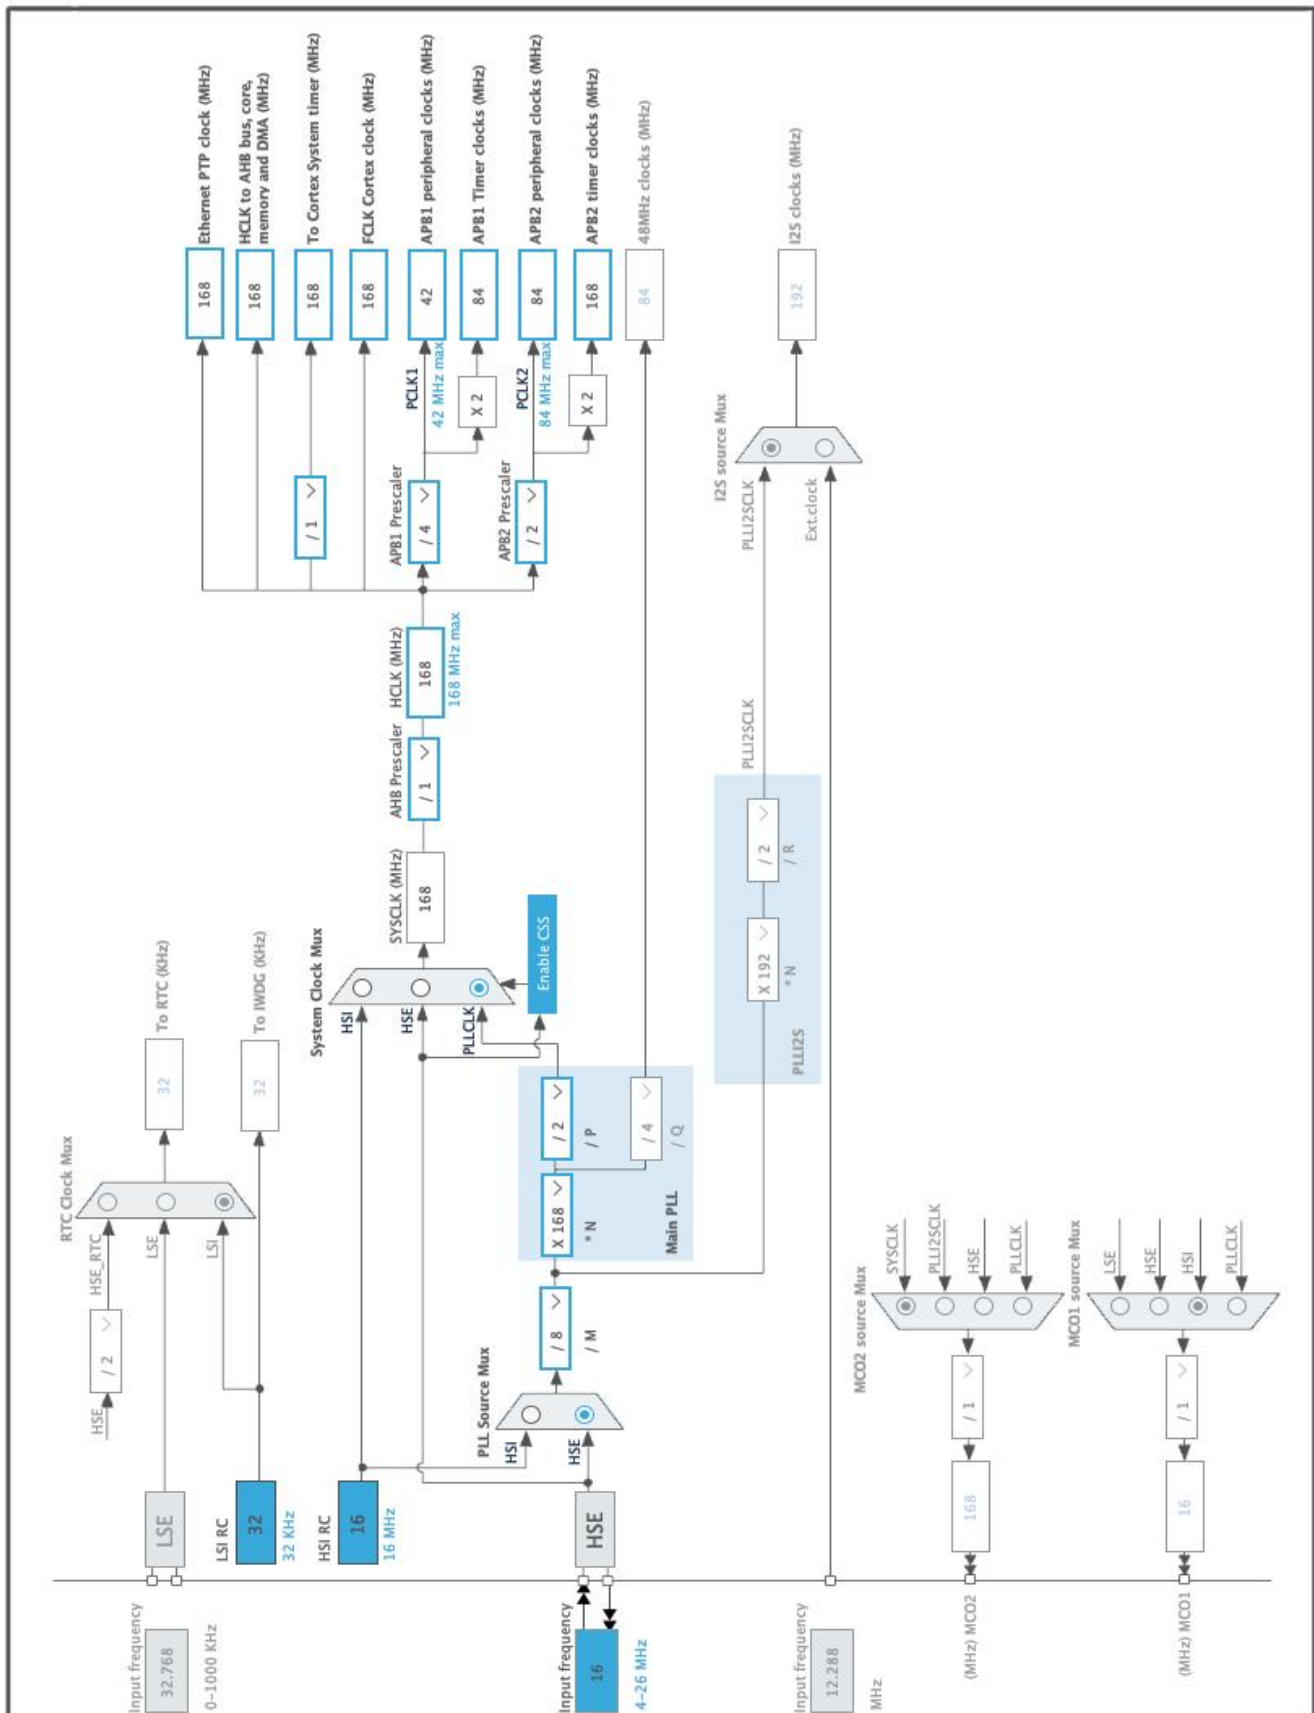 Input frequency
32.768
0-1000 KHz
LSE
HSE
/ 2
HSE_RTC
LSE
LSI
RTC Clock Mux
32
To RTC (KHz)
LSI RC
32
32 KHz
32
To IWDG (KHz)
HSI RC
16
16 MHz
Input frequency
16
4-26 MHz
HSE
PLL Source Mux
HSI
HSE
/ 8
/ M
X 168
* N
/ 2
/ P
/ 4
/ Q
Main PLL
System Clock Mux
HSI
HSE
PLLCLK
Enable CSS
SYSCLK (MHz)
168
AHB Prescaler
/ 1
HCLK (MHz)
168
168 MHz max
/ 1
APB1 Prescaler
/ 4
PCLK1
42 MHz max
X 2
APB2 Prescaler
/ 2
PCLK2
84 MHz max
X 2
168
Ethernet PTP clock (MHz)
168
HCLK to AHB bus, core,
memory and DMA (MHz)
168
To Cortex System timer (MHz)
168
FCLK Cortex clock (MHz)
42
APB1 peripheral clocks (MHz)
84
APB1 Timer clocks (MHz)
84
APB2 peripheral clocks (MHz)
168
APB2 timer clocks (MHz)
84
48MHz clocks (MHz)
X 192
* N
/ 2
/ R
PLLI2S
PLLI2SCLK
PLLI2SCLK
Ext.clock
I2S source Mux
192
I2S clocks (MHz)
Input frequency
12.288
MHz
(MHz) MCO2
168
/ 1
MCO2 source Mux
SYSCLK
PLLI2SCLK
HSE
PLLCLK
(MHz) MCO1
16
/ 1
MCO1 source Mux
LSE
HSE
HSI
PLLCLK